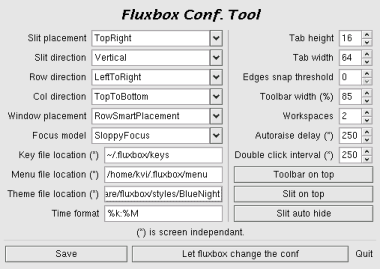 Fluxbox Conf. Tool
Slit placement TopRight
Slit direction Vertical
Row direction LeftToRight
Col direction TopToBottom
Window placement RowSmartPlacement
Focus model SloppyFocus
Key file location (*) ~/.fluxbox/keys
Menu file location (*) /home/kvi/.fluxbox/menu
Theme file location (*) are/fluxbox/styles/BlueNight
Time format %k:%M
Tab height 16
Tab width 64
Edges snap threshold 0
Toolbar width (%) 85
Workspaces 2
Autoraise delay (*) 250
Double click interval (*) 250
Toolbar on top
Slit on top
Slit auto hide
(*) is screen independant.
Save Let fluxbox change the conf Quit